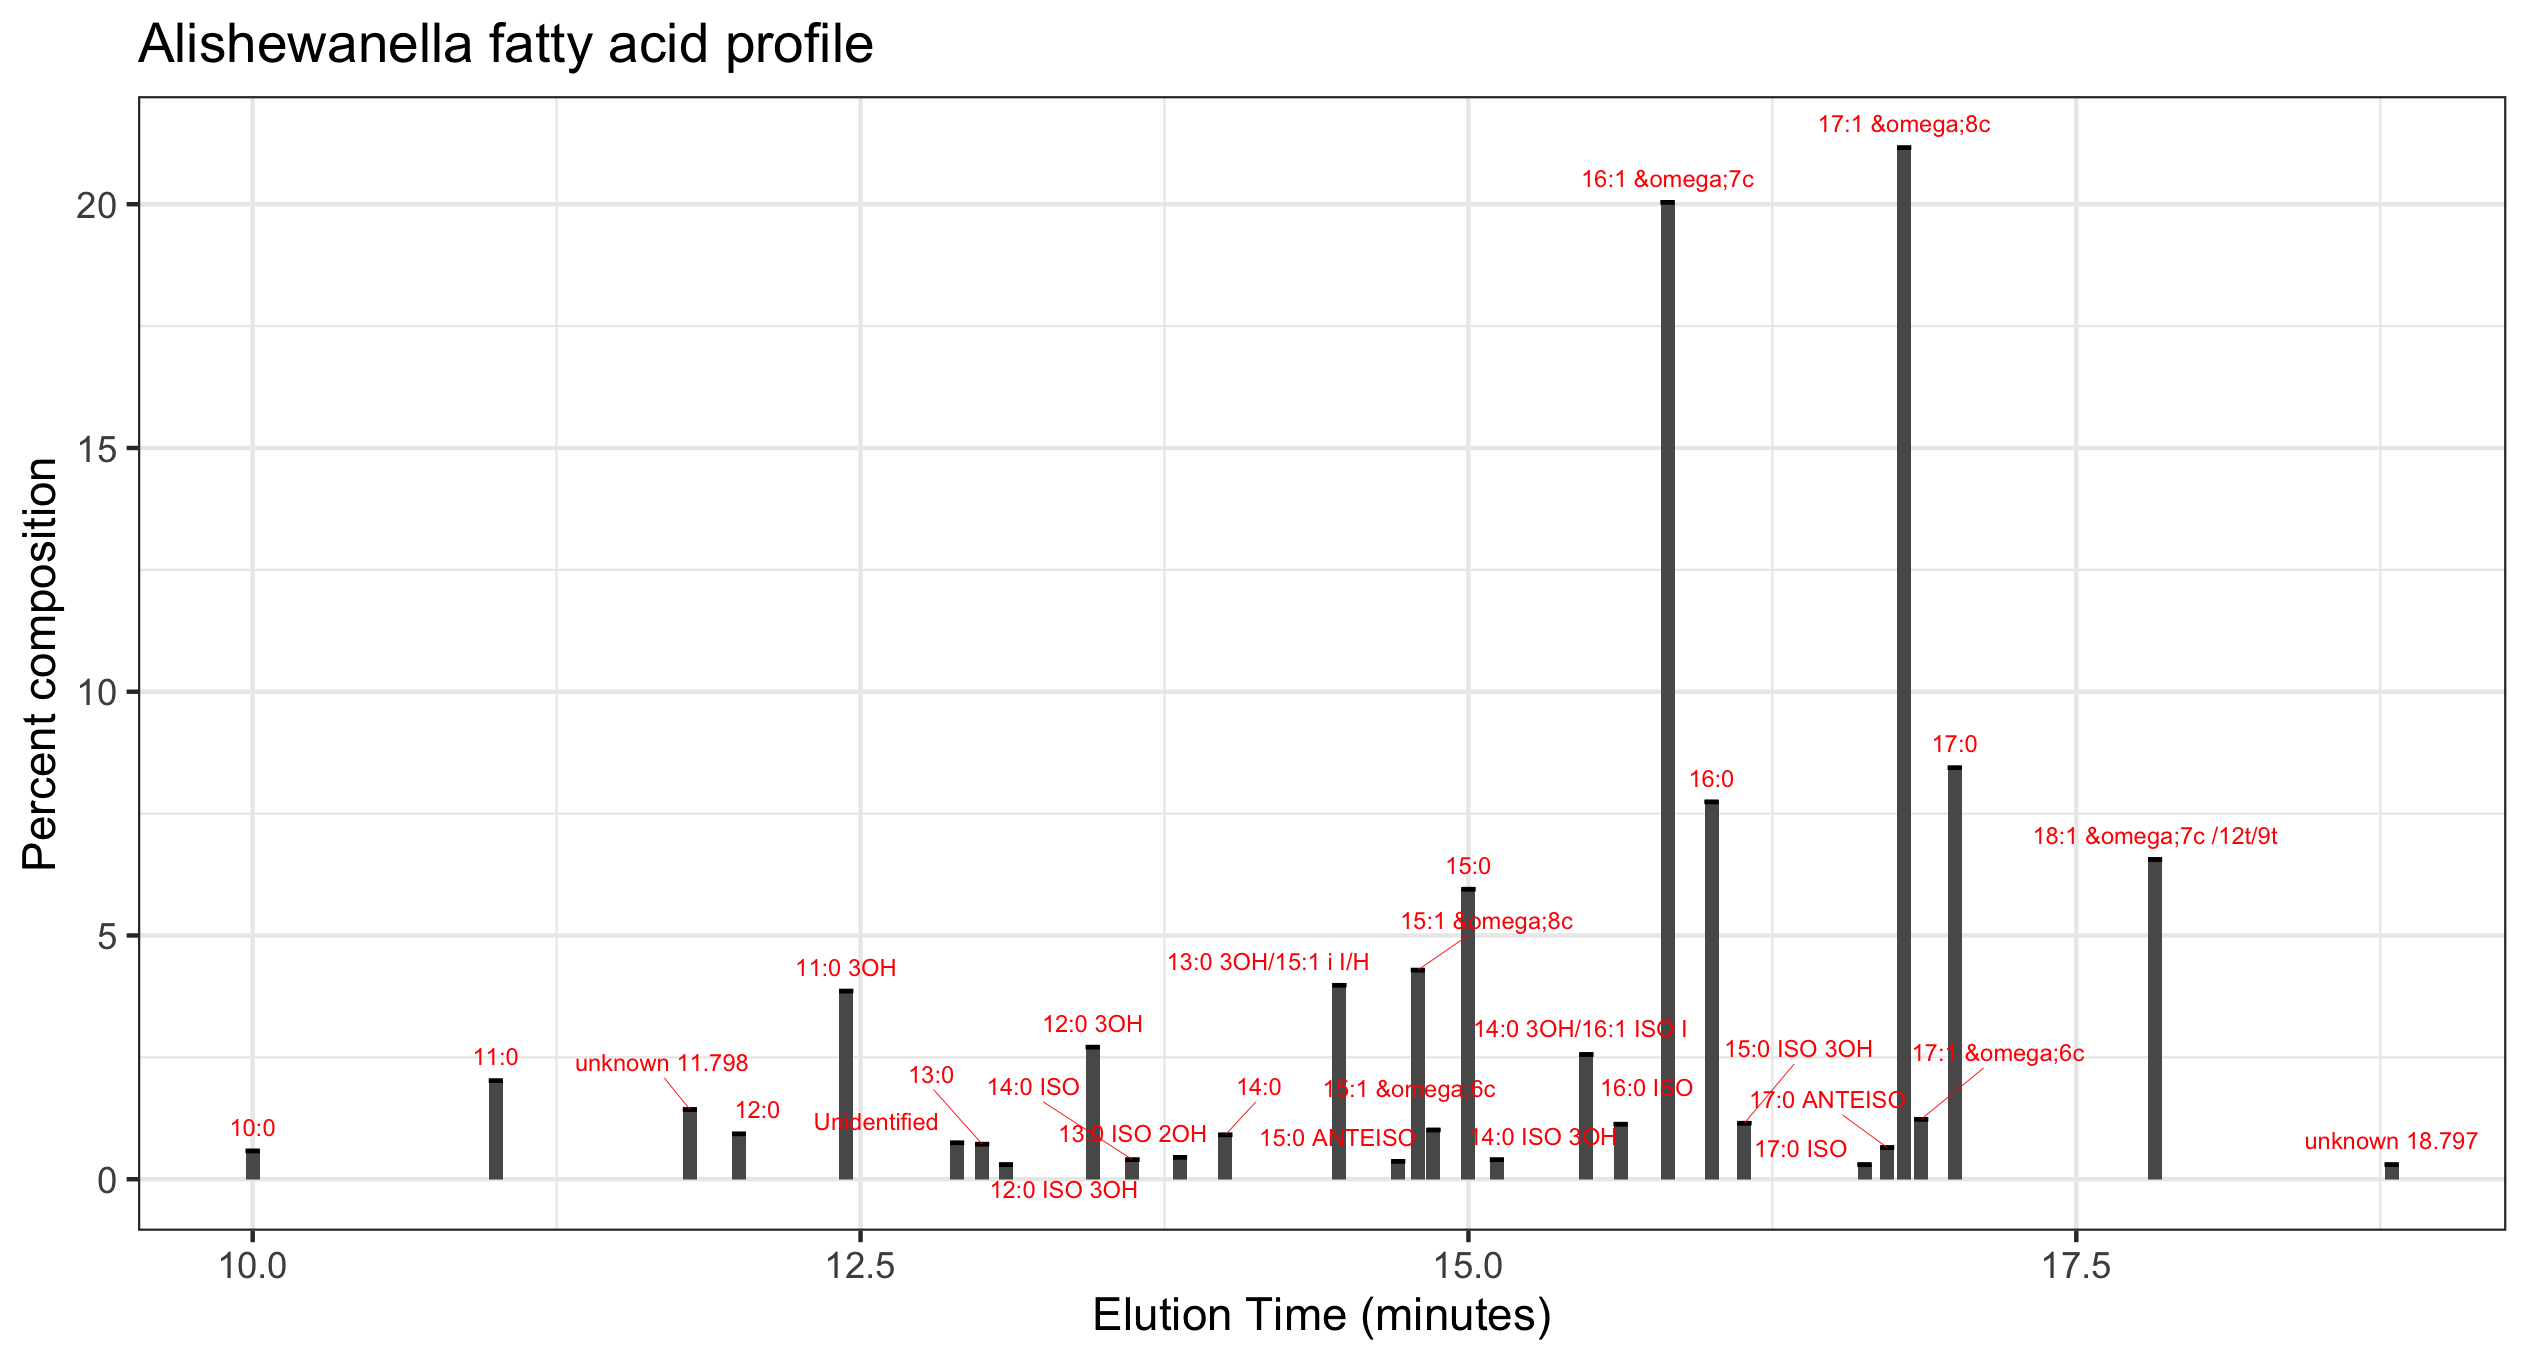 Alishewanella fatty acid profile
17:1 &omega;8c
16:1 &omega;7c
20
15
Percent composition
10
17:0
16:0
18:1 &omega;7c /12t/9t
15:0
15:1 &omega;8c
5
13:0 3OH/15:1 i I/H
11:0 3OH
12:0 3OH
14:0 3OH/16:1 ISO I
15:0 ISO 3OH
17:1 &omega;6c
11:0
unknown 11.798
13:0
14:0 ISO
14:0
15:1 &omega;6c
16:0 ISO
17:0 ANTEISO
12:0
Unidentified
10:0
13:0 ISO 2OH
15:0 ANTEISO
14:0 ISO 3OH
17:0 ISO
unknown 18.797
0
12:0 ISO 3OH
10.0
12.5
15.0
17.5
Elution Time (minutes)